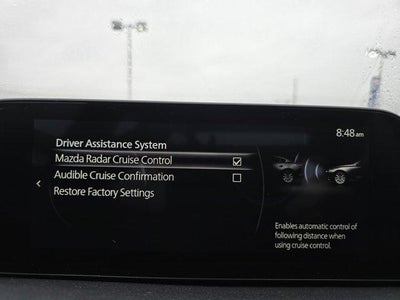 8:48am
Driver Assistance System
Mazda Radar Cruise Control
Audible Cruise Confirmation
Restore Factory Settings
Enables automatic control of
following distance when
using cruise control.